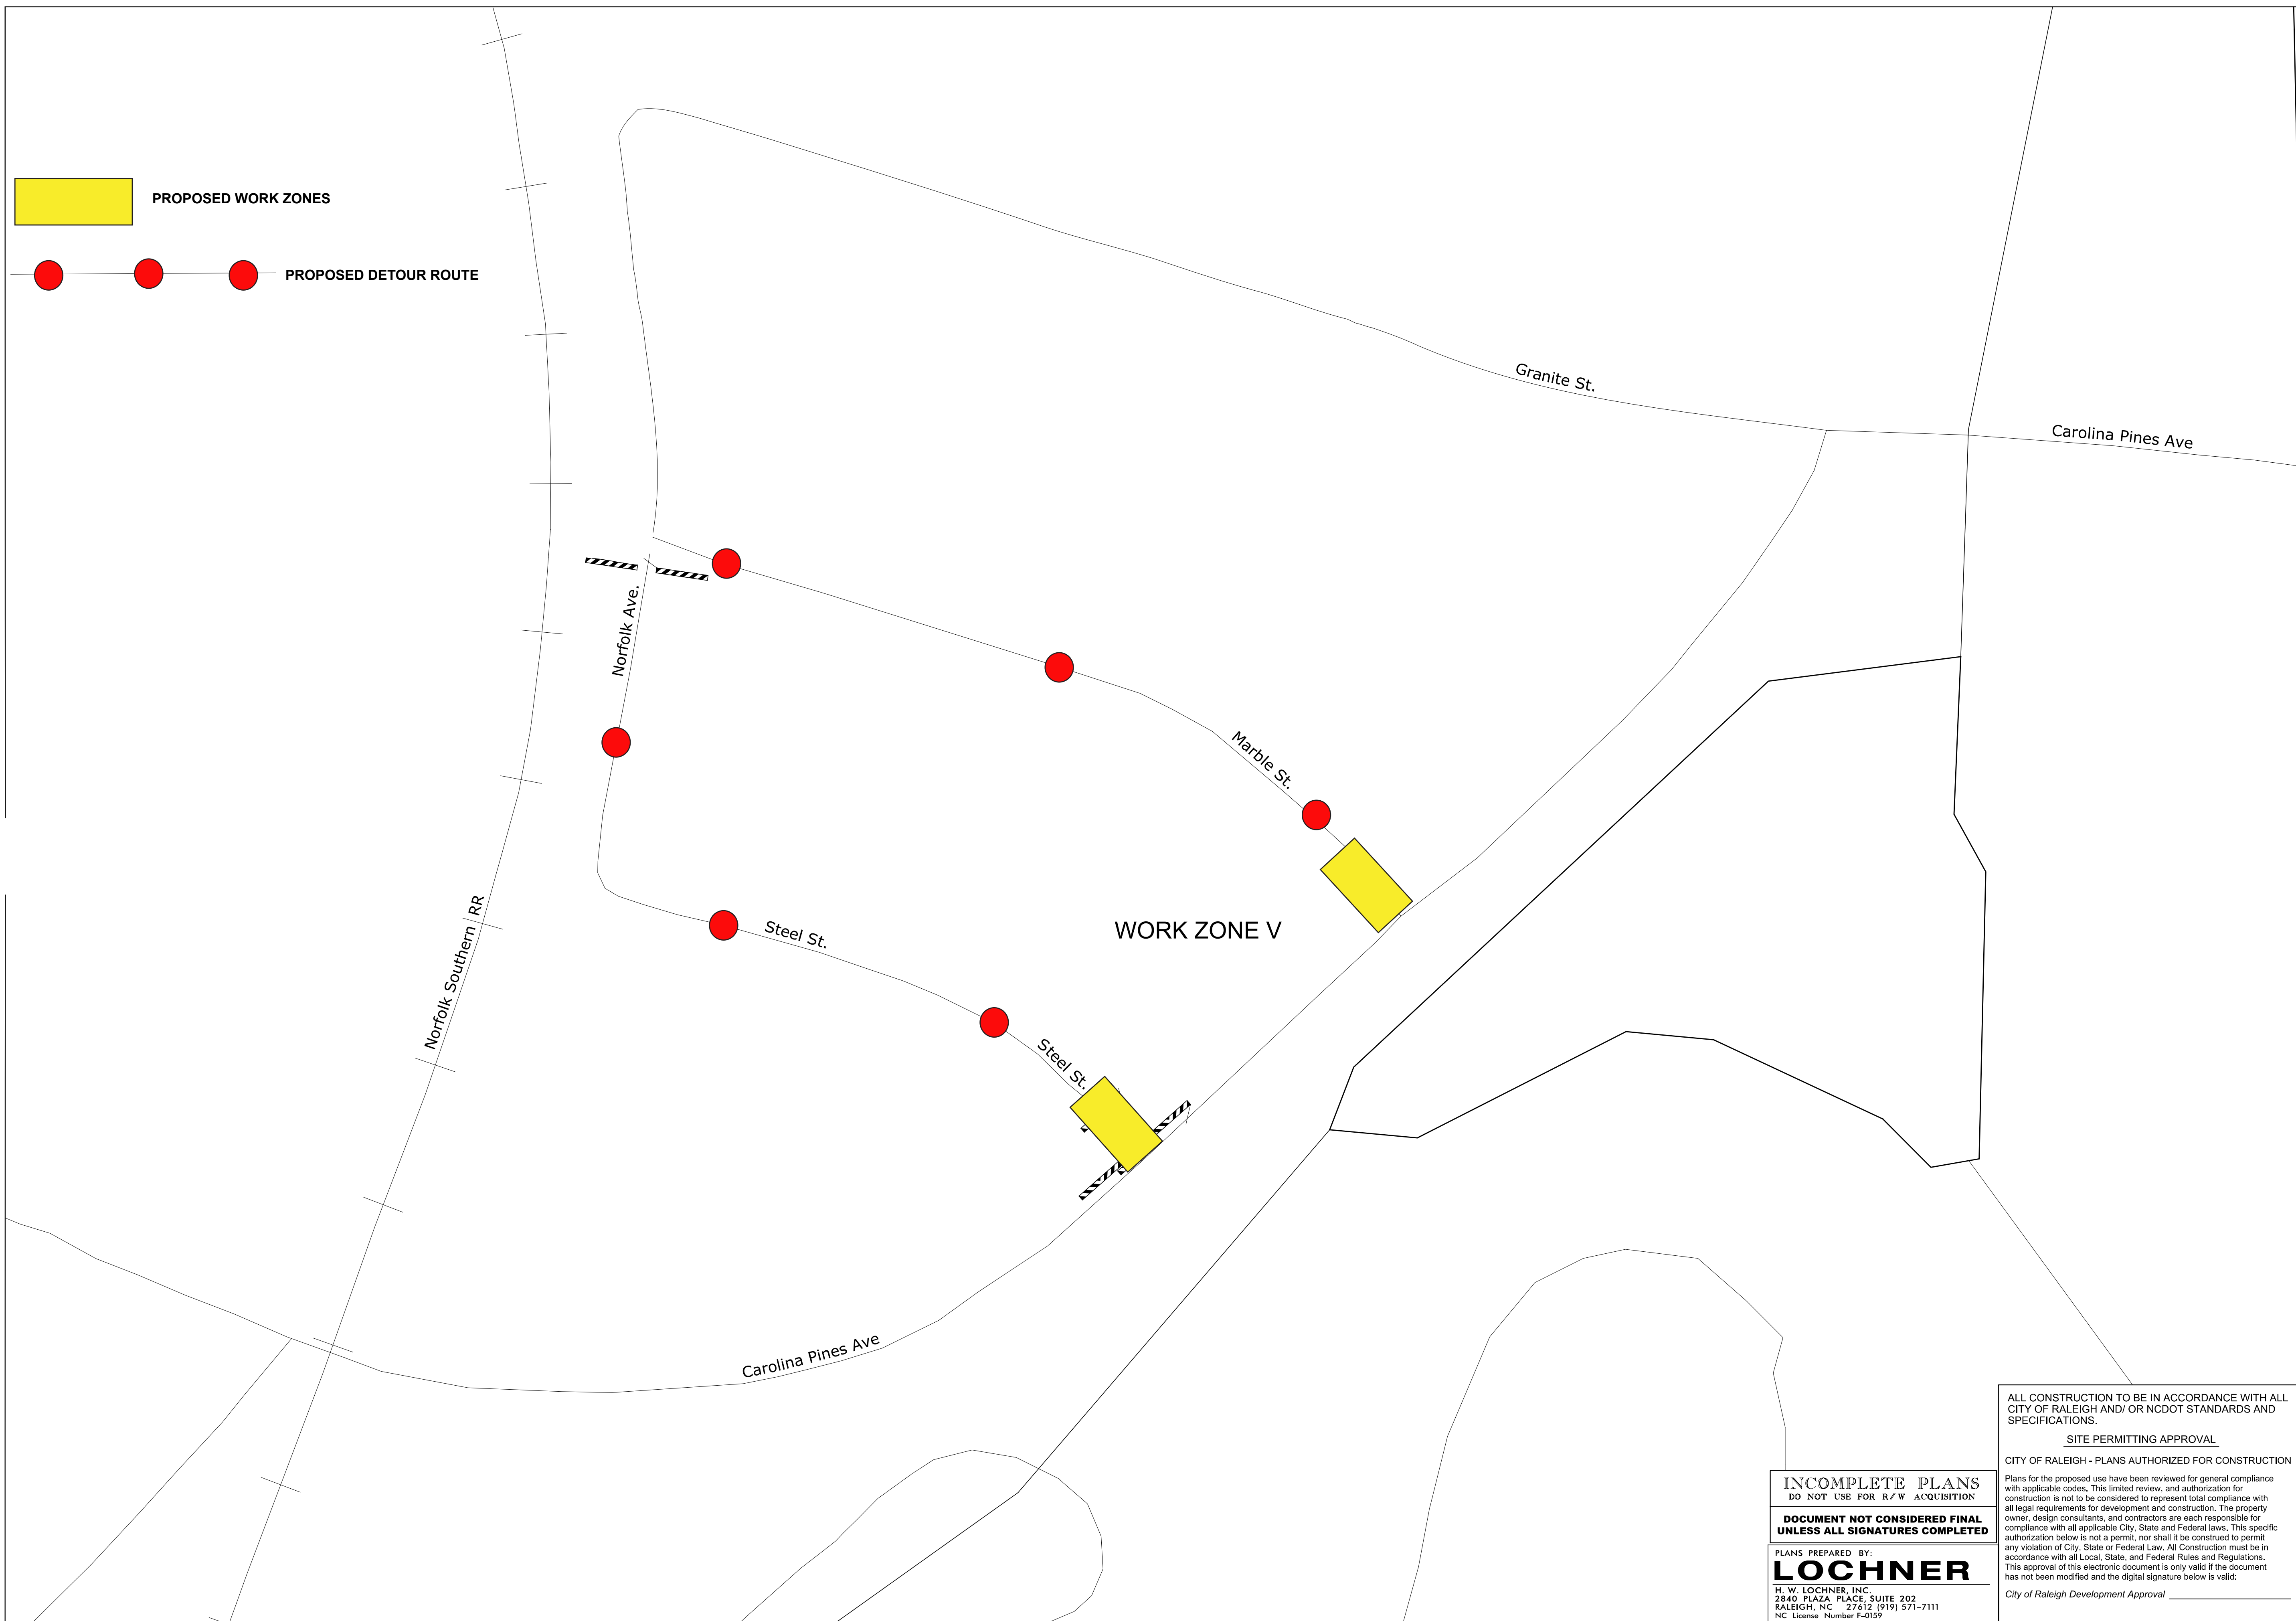 PROPOSED WORK ZONES
PROPOSED DETOUR ROUTE
Granite St.
Carolina Pines Ave
Norfolk Ave.
Marble St.
Norfolk Southern RR
Steel St.
WORK ZONE V
Steel St.
Carolina Pines Ave
INCOMPLETE PLANS
DO NOT USE FOR R/W ACQUISITION
DOCUMENT NOT CONSIDERED FINAL
UNLESS ALL SIGNATURES COMPLETED
PLANS PREPARED BY:
LOCHNER
H. W. LOCHNER, INC.
2840 PLAZA PLACE, SUITE 202
RALEIGH, NC 27612 (919) 571-7111
NC License Number F-0159
ALL CONSTRUCTION TO BE IN ACCORDANCE WITH ALL
CITY OF RALEIGH AND/ OR NCDOT STANDARDS AND
SPECIFICATIONS.
SITE PERMITTING APPROVAL
CITY OF RALEIGH - PLANS AUTHORIZED FOR CONSTRUCTION
Plans for the proposed use have been reviewed for general compliance
with applicable codes. This limited review, and authorization for
construction is not to be considered to represent total compliance with
all legal requirements for development and construction. The property
owner, design consultants, and contractors are each responsible for
compliance with all applicable City, State and Federal laws. This specific
authorization below is not a permit, nor shall it be construed to permit
any violation of City, State or Federal Law. All Construction must be in
accordance with all Local, State, and Federal Rules and Regulations.
This approval of this electronic document is only valid if the document
has not been modified and the digital signature below is valid:
City of Raleigh Development Approval